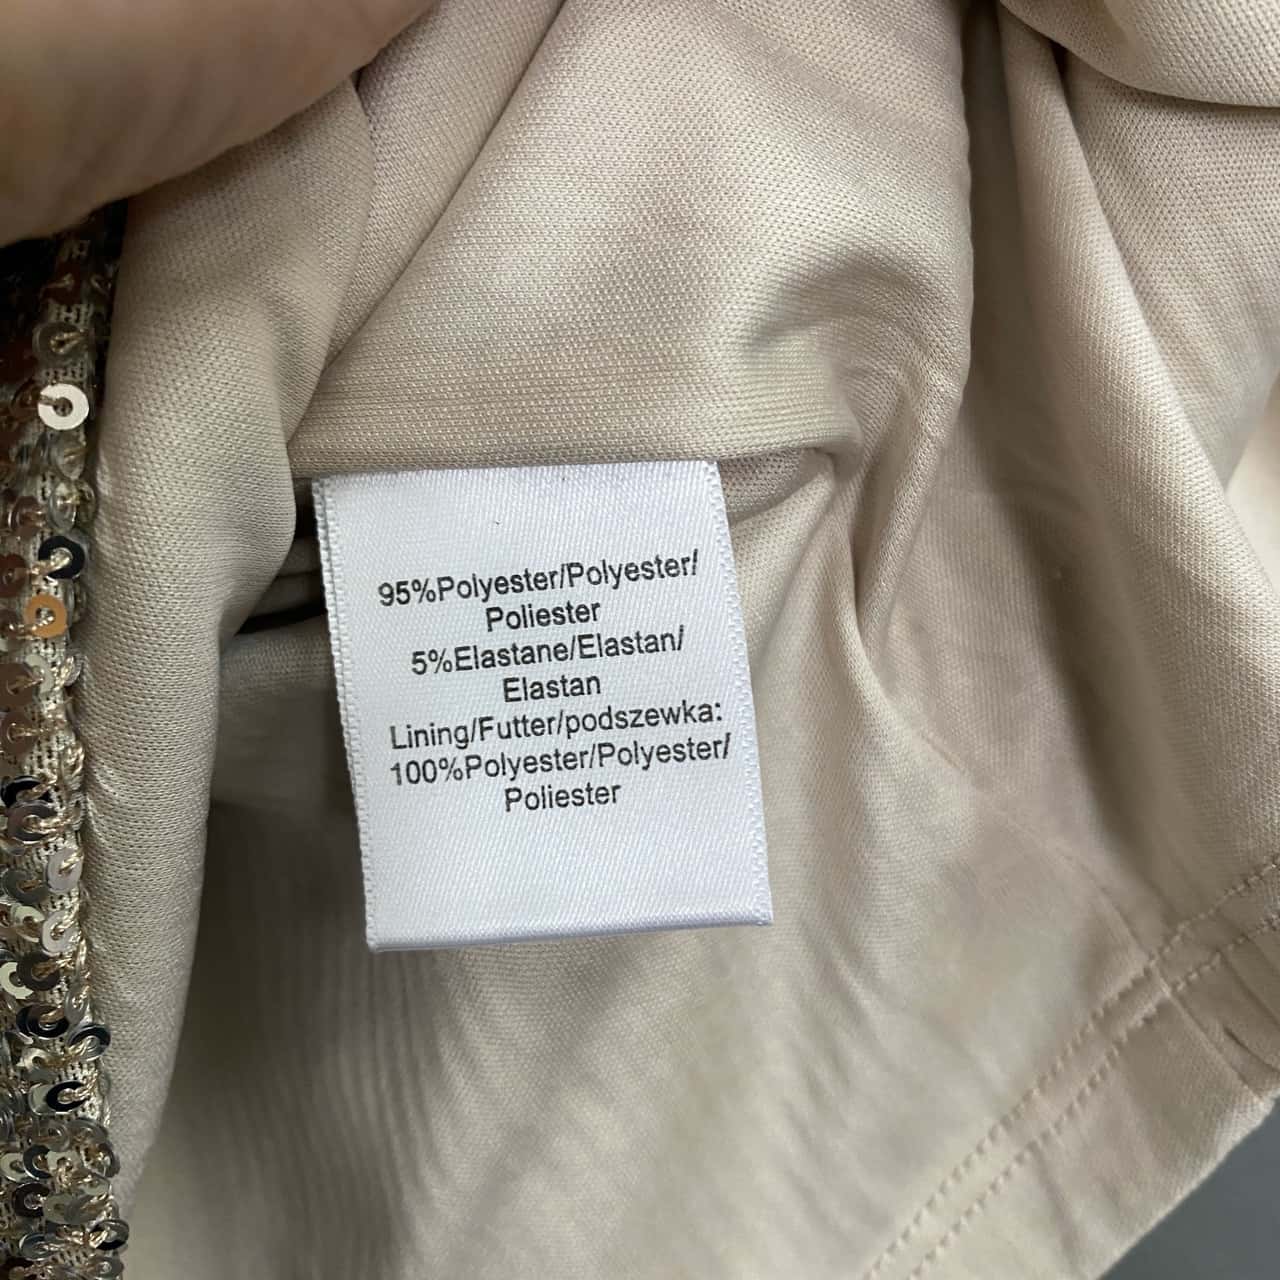 95%Polyester/Polyester/
Poliester
5%Elastane/Elastan/
Elastan
Lining/Futter/podszewka:
100%Polyester/Polyester/
Poliester